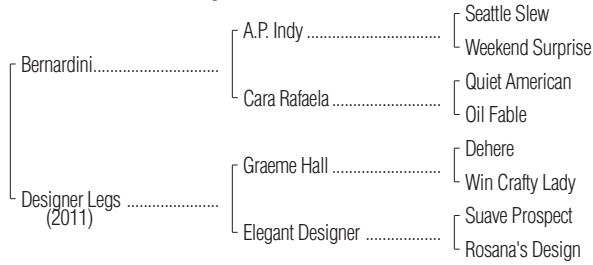 Seattle Slew
A.P. Indy
Weekend Surprise
Bernardini
Quiet American
Cara Rafaela
Oil Fable
Dehere
Graeme Hall
Win Crafty Lady
Designer Legs
(2011)
Suave Prospect
Elegant Designer
Rosana's Design